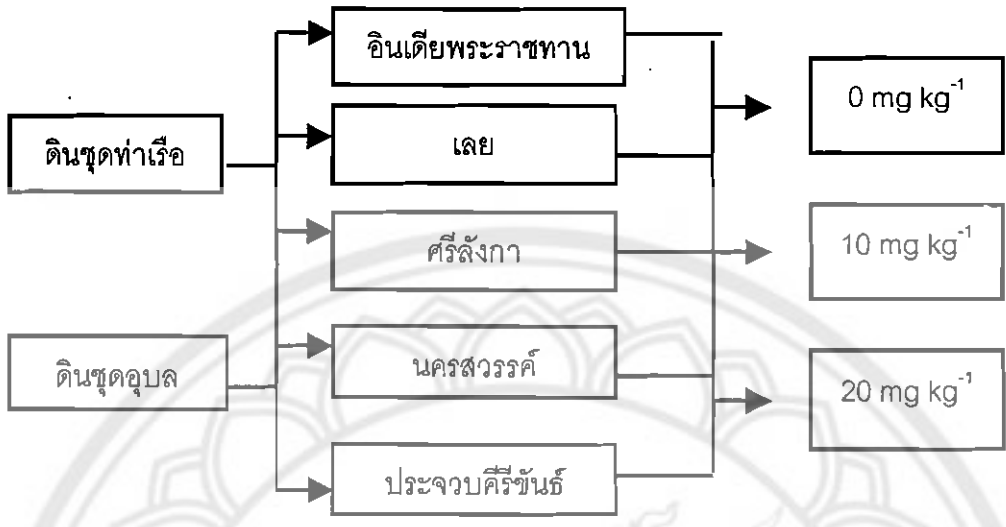 อินเดียพระราชทาน
0 mg kg⁻¹
ดินชุดท่าเรือ
เลย
ศรีลังกา
10 mg kg⁻¹
ดินชุดอุบล
นครสวรรค์
20 mg kg⁻¹
ประจวบคีรีขันธ์